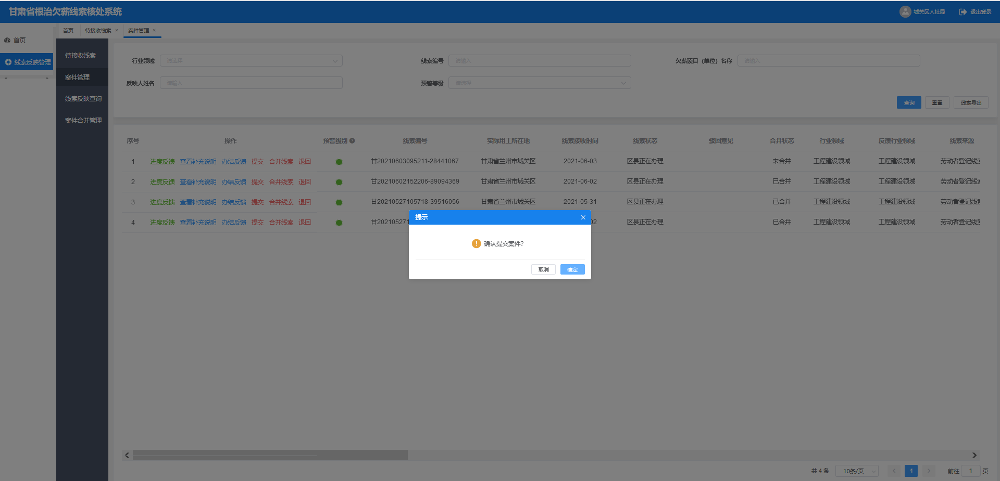 甘肃省根治欠薪线索核处系统
城关区人社局 退出登录
首页 待接收线索 × 案件管理 ×
首页
线索反映管理
待接收线索
案件管理
线索反映查询
案件合并管理
行业领域 请选择 线索编号 请输入 欠薪项目（单位）名称 请输入
反映人姓名 请输入 预警等级 请选择
查询 重置 线索导出
序号 操作 预警级别 线索编号 实际用工所在地 线索接收时间 线索状态 驳回意见 合并状态 行业领域 反馈行业领域 线索来源
1 进度反馈 查看补充说明 办结反馈 提交 合并线索 退回 甘20210603095211-28441067 甘肃省兰州市城关区 2021-06-03 区县正在办理 未合并 工程建设领域 工程建设领域 劳动者登记线索
2 进度反馈 查看补充说明 办结反馈 提交 合并线索 退回 甘20210602152206-89094369 甘肃省兰州市城关区 2021-06-02 区县正在办理 已合并 工程建设领域 工程建设领域 劳动者登记线索
3 进度反馈 查看补充说明 办结反馈 提交 合并线索 退回 甘20210527105718-39516056 甘肃省兰州市城关区 2021-05-31 区县正在办理 已合并 工程建设领域 工程建设领域 劳动者登记线索
4 进度反馈 查看补充说明 办结反馈 提交 合并线索 退回 甘202105271 02 区县正在办理 已合并 工程建设领域 工程建设领域 劳动者登记线索
提示
确认提交案件?
取消 确定
共 4 条 10条/页 1 前往 1 页